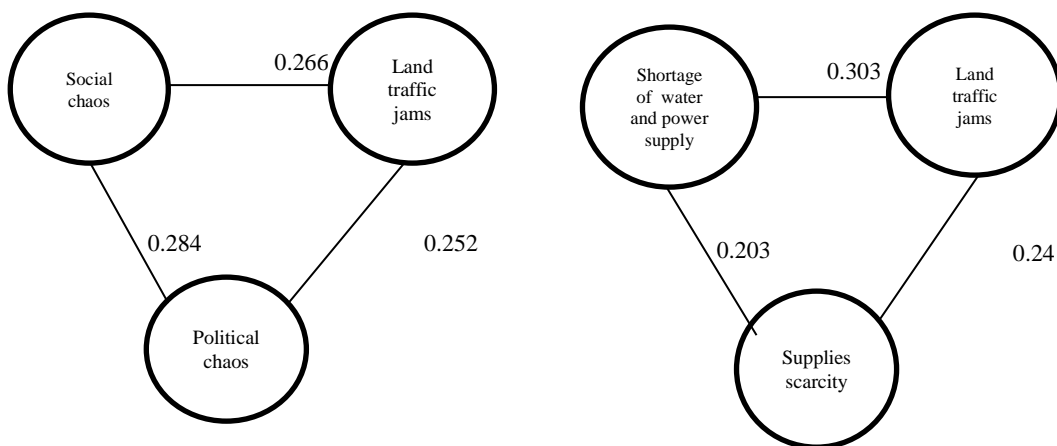 Social
chaos
0.266
Land
traffic
jams
0.284
0.252
Political
chaos
Shortage
of water
and power
supply
0.303
Land
traffic
jams
0.203
0.24
Supplies
scarcity